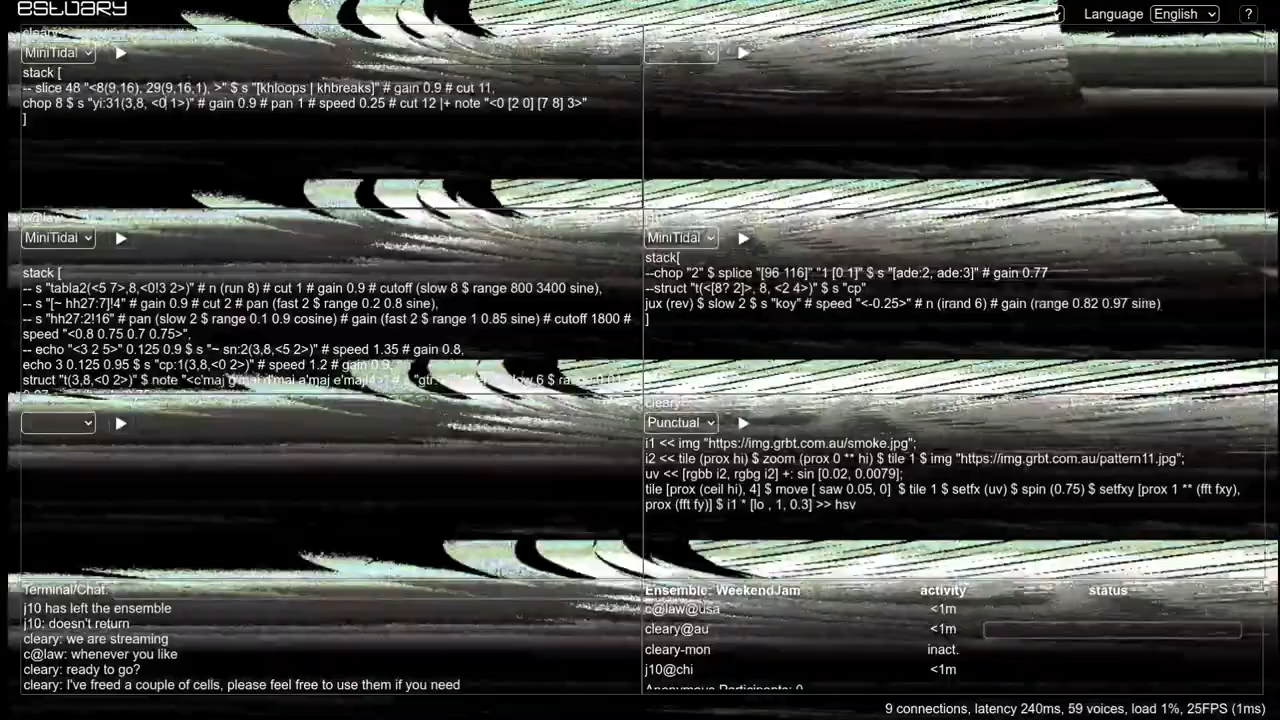 ESTUARY
Language English ?
cleary
MiniTidal
stack [
-- slice 48 "<8(9,16), 29(9,16,1), >" $ s "[khloops | khbreaks]" # gain 0.9 # cut 11,
chop 8 $ s "yi:31(3,8, <0 1>)" # gain 0.9 # pan 1 # speed 0.25 # cut 12 |+ note "<0 [2 0] [7 8] 3>"
]
c@law
MiniTidal
stack [
-- s "tabla2(<5 7>,8,<0!3 2>)" # n (run 8) # cut 1 # gain 0.9 # cutoff (slow 8 $ range 800 3400 sine),
-- s "[~ hh27:7]!4" # gain 0.9 # cut 2 # pan (fast 2 $ range 0.2 0.8 sine),
-- s "hh27:2!16" # pan (slow 2 $ range 0.1 0.9 cosine) # gain (fast 2 $ range 1 0.85 sine) # cutoff 1800 #
speed "<0.8 0.75 0.7 0.75>",
-- echo "<3 2 5>" 0.125 0.9 $ s "~ sn:2(3,8,<5 2>)" # speed 1.35 # gain 0.8,
echo 3 0.125 0.95 $ s "cp:1(3,8,<0 2>)" # speed 1.2 # gain 0.9,
struct "t(3,8,<0 2>)" $ note "<c'maj g'maj d'maj a'maj e'maj
MiniTidal
stack[
--chop "2" $ splice "[96 116]" "1 [0 1]" $ s "[ade:2, ade:3]" # gain 0.77
--struct "t(<[8? 2]>, 8, <2 4>)" $ s "cp"
jux (rev) $ slow 2 $ s "koy" # speed "<-0.25>" # n (irand 6) # gain (range 0.82 0.97 sine)
]
cleary
Punctual
i1 << img "https://img.grbt.com.au/smoke.jpg";
i2 << tile (prox hi) $ zoom (prox 0 ** hi) $ tile 1 $ img "https://img.grbt.com.au/pattern11.jpg";
uv << [rgbb i2, rgbg i2] +: sin [0.02, 0.0079];
tile [prox (ceil hi), 4] $ move [ saw 0.05, 0]  $ tile 1 $ setfx (uv) $ spin (0.75) $ setfxy [prox 1 ** (fft fxy),
prox (fft fy)] $ i1 * [lo , 1, 0.3] >> hsv
Terminal/Chat:
j10 has left the ensemble
j10: doesn't return
cleary: we are streaming
c@law: whenever you like
cleary: ready to go?
cleary: I've freed a couple of cells, please feel free to use them if you need
Ensemble: WeekendJam activity status
c@law@usa <1m
cleary@au <1m
cleary-mon inact.
j10@chi <1m
Anonymous Participants: 0
9 connections, latency 240ms, 59 voices, load 1%, 25FPS (1ms)